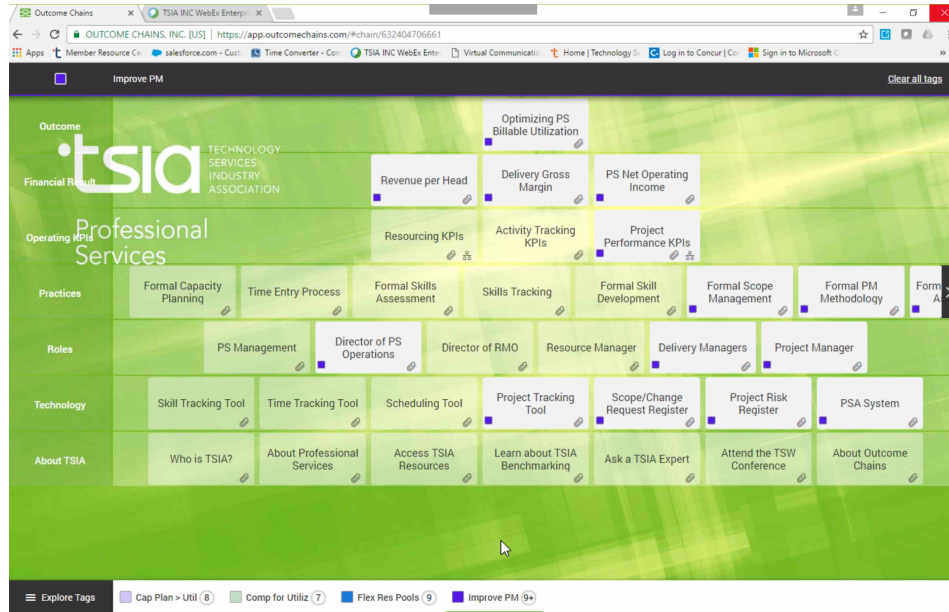 Outcome Chains
TSIA INC WebEx Enterpri
OUTCOME CHAINS, INC. [US] | https://app.outcomechains.com/#chain/632404706661
Apps Member Resource Ce salesforce.com - Cust Time Converter - Con TSIA INC WebEx Enter Virtual Communicatio Home | Technology S Log in to Concur | Con Sign in to Microsoft O »
Improve PM Clear all tags
Outcome
Optimizing PS
Billable Utilization
tsia
TECHNOLOGY
SERVICES
INDUSTRY
ASSOCIATION
Financial Result
Revenue per Head
Delivery Gross
Margin
PS Net Operating
Income
Professional
Services
Operating KPIs
Resourcing KPIs
Activity Tracking
KPIs
Project
Performance KPIs
Practices
Formal Capacity
Planning
Time Entry Process
Formal Skills
Assessment
Skills Tracking
Formal Skill
Development
Formal Scope
Management
Formal PM
Methodology
Form
A
Roles
PS Management
Director of PS
Operations
Director of RMO
Resource Manager
Delivery Managers
Project Manager
Technology
Skill Tracking Tool
Time Tracking Tool
Scheduling Tool
Project Tracking
Tool
Scope/Change
Request Register
Project Risk
Register
PSA System
About TSIA
Who is TSIA?
About Professional
Services
Access TSIA
Resources
Learn about TSIA
Benchmarking
Ask a TSIA Expert
Attend the TSW
Conference
About Outcome
Chains
Explore Tags Cap Plan > Util 8 Comp for Utiliz 7 Flex Res Pools 9 Improve PM 9+